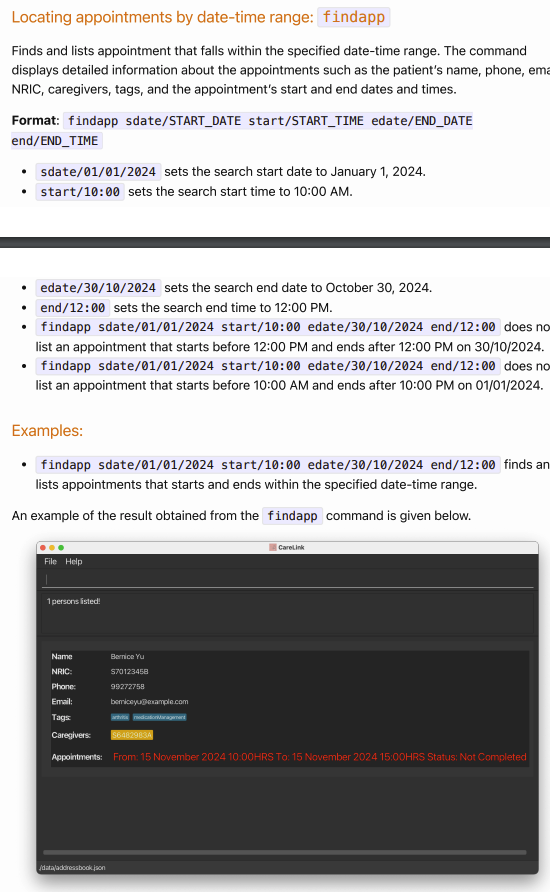 Locating appointments by date-time range: findapp
Finds and lists appointment that falls within the specified date-time range. The command
displays detailed information about the appointments such as the patient's name, phone, ema
NRIC, caregivers, tags, and the appointment's start and end dates and times.
Format: findapp sdate/START_DATE start/START_TIME edate/END_DATE
end/END_TIME
• sdate/01/01/2024 sets the search start date to January 1, 2024.
• start/10:00 sets the search start time to 10:00 AM.
• edate/30/10/2024 sets the search end date to October 30, 2024.
• end/12:00 sets the search end time to 12:00 PM.
• findapp sdate/01/01/2024 start/10:00 edate/30/10/2024 end/12:00 does no
list an appointment that starts before 12:00 PM and ends after 12:00 PM on 30/10/2024.
• findapp sdate/01/01/2024 start/10:00 edate/30/10/2024 end/12:00 does no
list an appointment that starts before 10:00 AM and ends after 10:00 PM on 01/01/2024.
Examples:
• findapp sdate/01/01/2024 start/10:00 edate/30/10/2024 end/12:00 finds an
lists appointments that starts and ends within the specified date-time range.
An example of the result obtained from the findapp command is given below.
CareLink
File Help
1 persons listed!
Name Bernice Yu
NRIC: S7012345B
Phone: 99272758
Email: berniceyu@example.com
Tags: arthritis medicationManagement
Caregivers: S6482983A
Appointments: From: 15 November 2024 10:00HRS To: 15 November 2024 15:00HRS Status: Not Completed
/data/addressbook.json